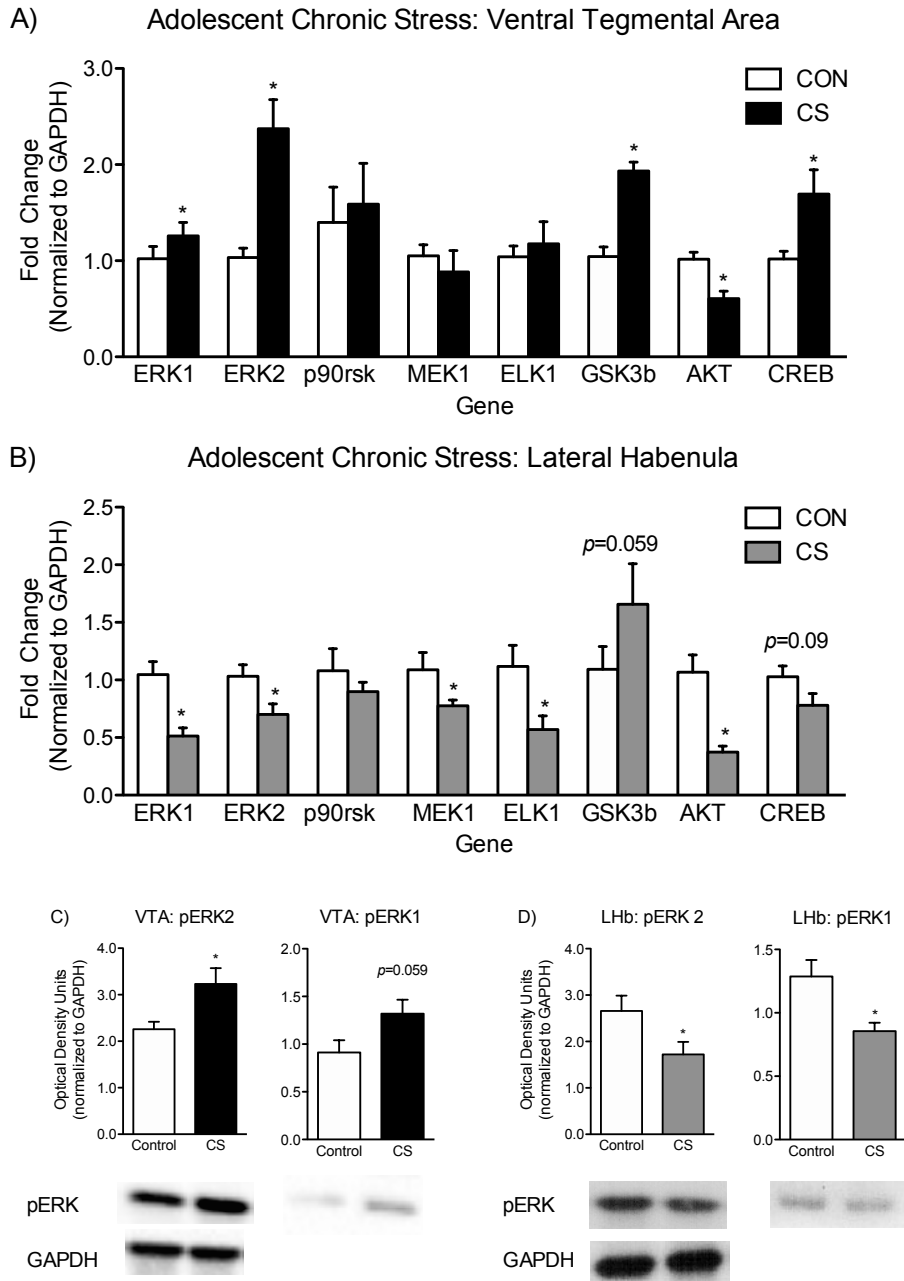 A) Adolescent Chronic Stress: Ventral Tegmental Area
Fold Change
(Normalized to GAPDH)
3.0
2.0
1.0
0.0
CON
CS
* * * * *
ERK1 ERK2 p90rsk MEK1 ELK1 GSK3b AKT CREB
Gene
B) Adolescent Chronic Stress: Lateral Habenula
Fold Change
(Normalized to GAPDH)
2.5
2.0
1.5
1.0
0.5
0.0
CON
CS
p=0.059
p=0.09
* * * * *
ERK1 ERK2 p90rsk MEK1 ELK1 GSK3b AKT CREB
Gene
C) VTA: pERK2
Optical Density Units
(normalized to GAPDH)
4.0
3.0
2.0
1.0
0.0
*
Control CS
VTA: pERK1
2.0
1.5
1.0
0.5
0.0
p=0.059
Control CS
pERK
GAPDH
D) LHb: pERK 2
Optical Density Units
(normalized to GAPDH)
4.0
3.0
2.0
1.0
0.0
*
Control CS
LHb: pERK1
1.5
1.0
0.5
0.0
*
Control CS
pERK
GAPDH